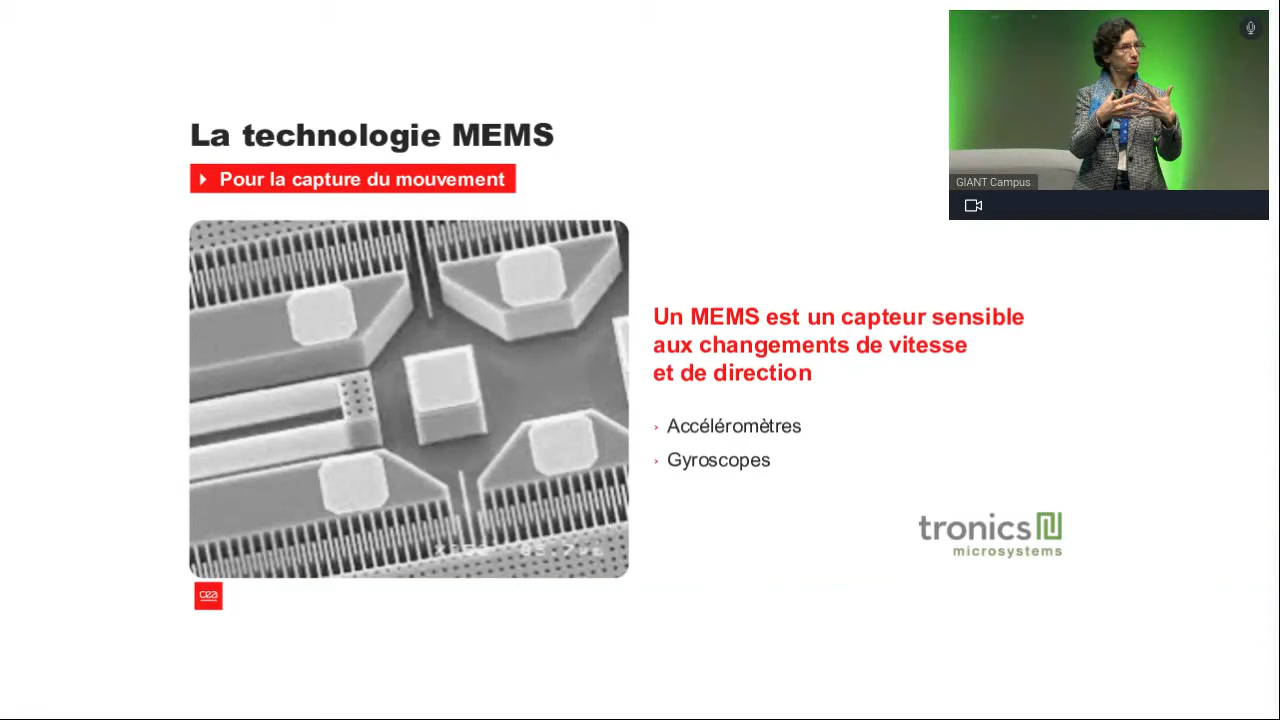 La technologie MEMS
Pour la capture du mouvement
GIANT Campus
Un MEMS est un capteur sensible
aux changements de vitesse
et de direction
Accéléromètres
Gyroscopes
tronics
microsystems
cea